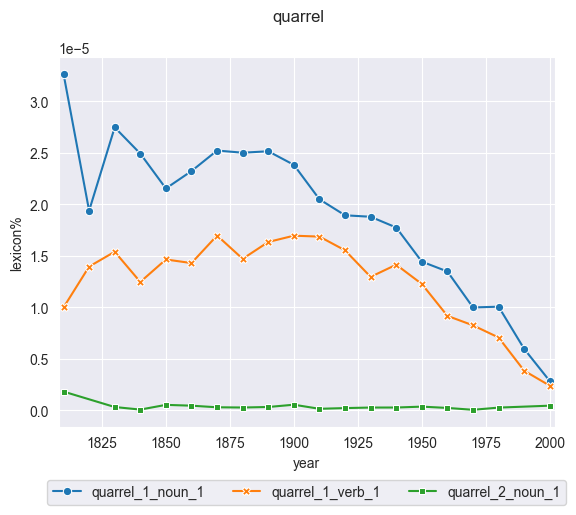 quarrel
1e−5
3.0
2.5
2.0
1.5
1.0
0.5
0.0
lexicon%
1825 1850 1875 1900 1925 1950 1975 2000
year
quarrel_1_noun_1 quarrel_1_verb_1 quarrel_2_noun_1